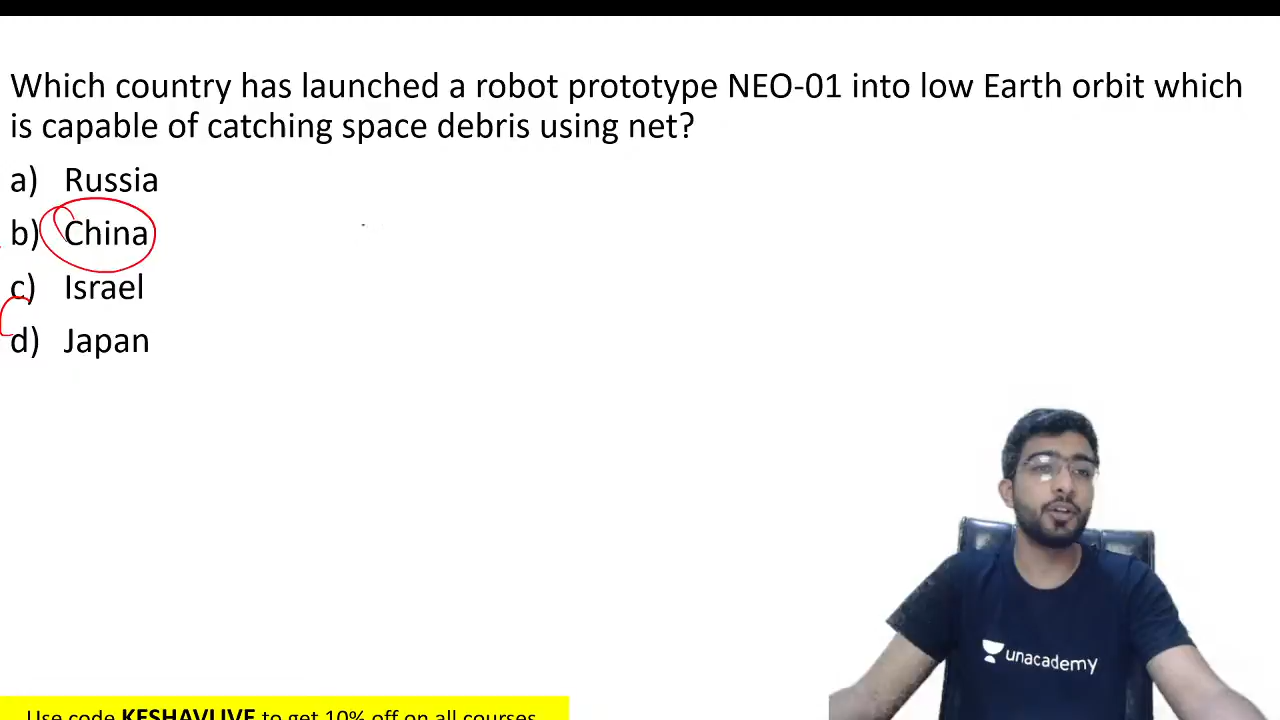 Which country has launched a robot prototype NEO-01 into low Earth orbit which
is capable of catching space debris using net?
a) Russia
b) China
c) Israel
d) Japan
unacademy
Use code KESHAVLIVE to get 10% off on all courses